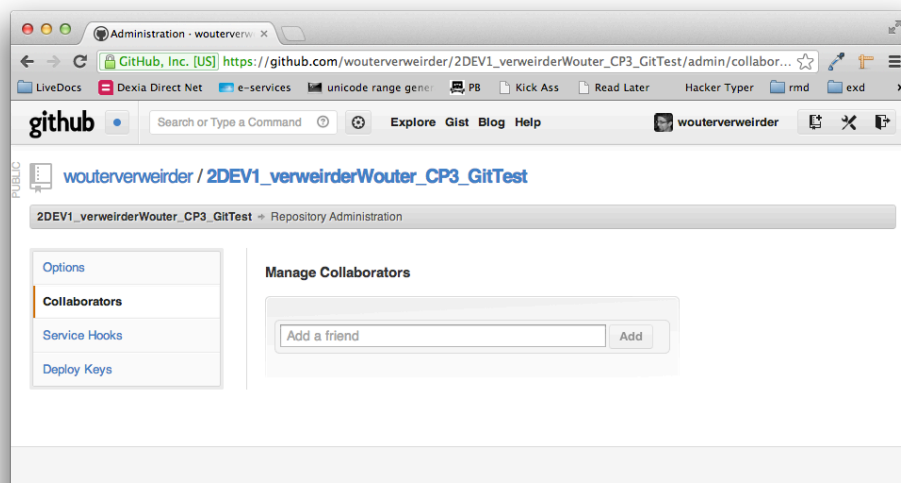 Administration - wouterverw
GitHub, Inc. [US] https://github.com/wouterverweirder/2DEV1_verweirderWouter_CP3_GitTest/admin/collabor...
LiveDocs Dexia Direct Net e-services unicode range gener PB Kick Ass Read Later Hacker Typer rmd exd
github Search or Type a Command Explore Gist Blog Help wouterverweirder
PUBLIC
wouterverweirder / 2DEV1_verweirderWouter_CP3_GitTest
2DEV1_verweirderWouter_CP3_GitTest → Repository Administration
Options
Collaborators
Service Hooks
Deploy Keys
Manage Collaborators
Add a friend Add